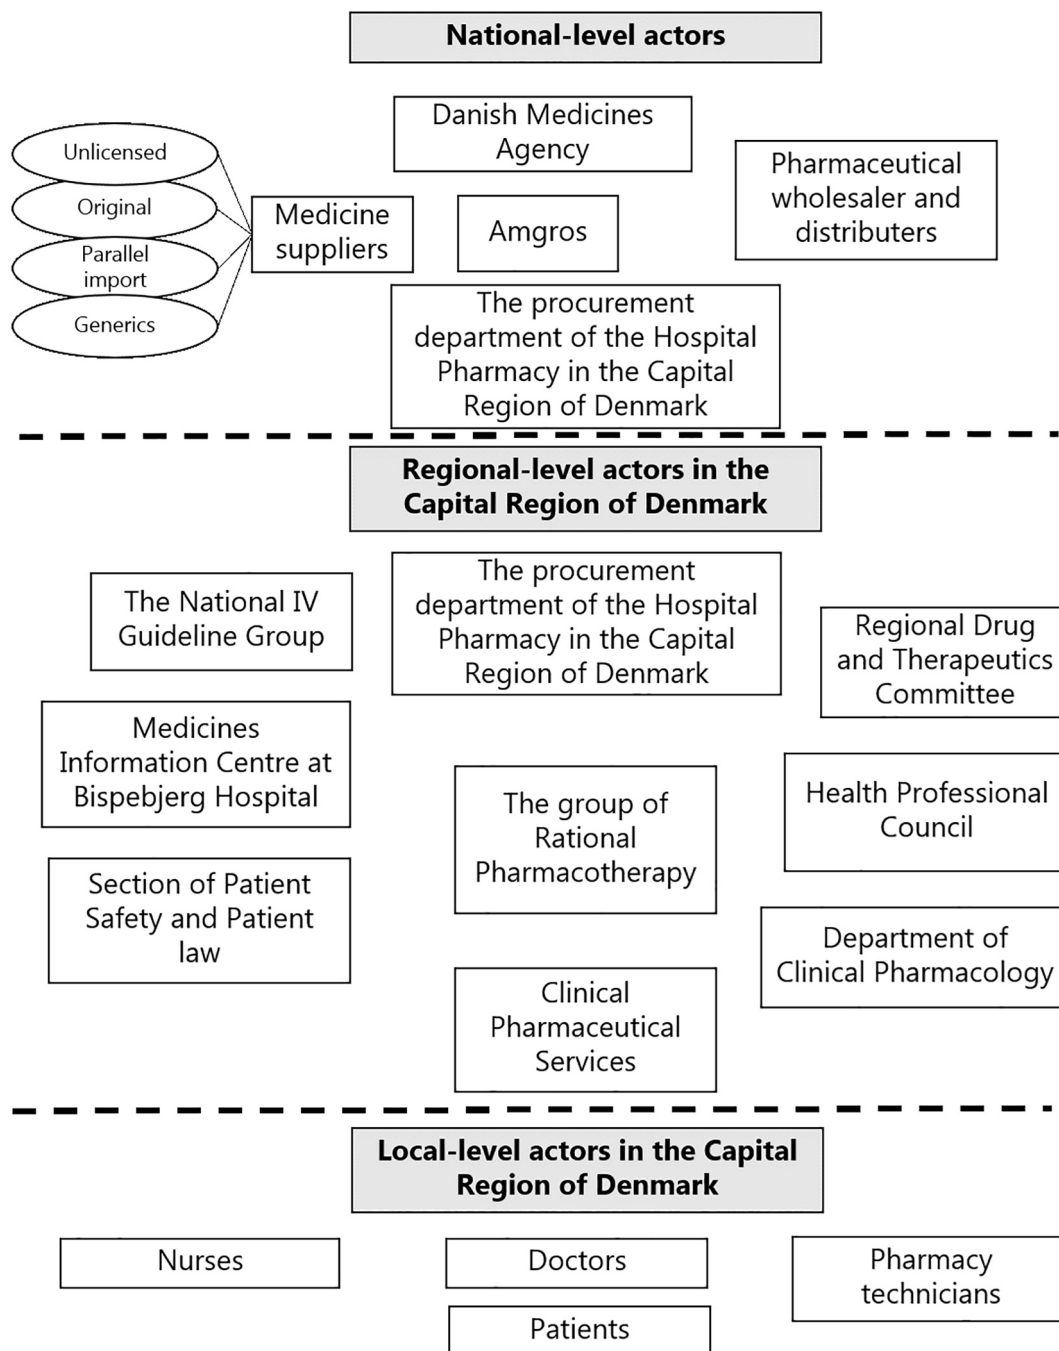 National-level actors
Danish Medicines
Agency
Unlicensed
Original
Parallel
import
Generics
Medicine
suppliers
Amgros
Pharmaceutical
wholesaler and
distributers
The procurement
department of the Hospital
Pharmacy in the Capital
Region of Denmark
Regional-level actors in the
Capital Region of Denmark
The National IV
Guideline Group
The procurement
department of the Hospital
Pharmacy in the Capital
Region of Denmark
Regional Drug
and Therapeutics
Committee
Medicines
Information Centre at
Bispebjerg Hospital
The group of
Rational
Pharmacotherapy
Health Professional
Council
Section of Patient
Safety and Patient
law
Clinical
Pharmaceutical
Services
Department of
Clinical Pharmacology
Local-level actors in the Capital
Region of Denmark
Nurses
Doctors
Pharmacy
technicians
Patients